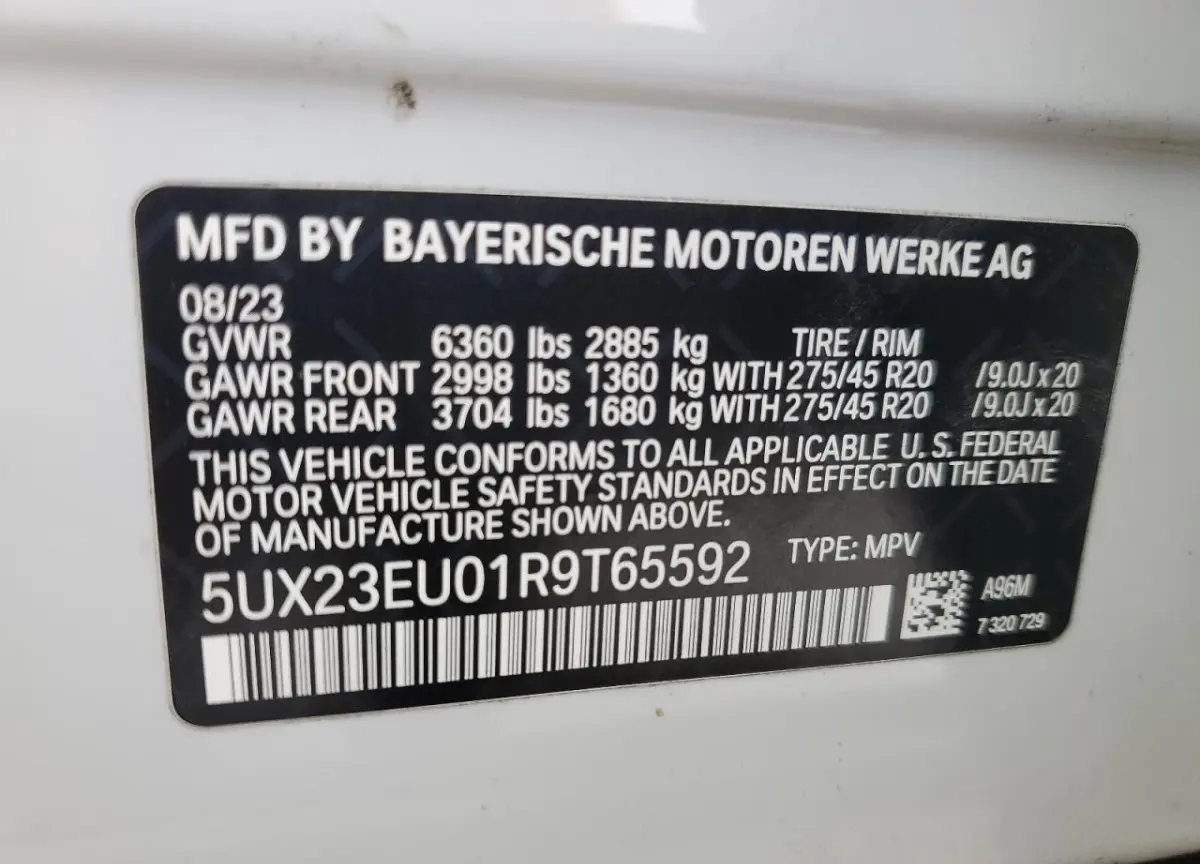 MFD BY BAYERISCHE MOTOREN WERKE AG
08/23
GVWR 6360 lbs 2885 kg TIRE / RIM
GAWR FRONT 2998 lbs 1360 kg WITH 275/45 R20 /9.0J x 20
GAWR REAR 3704 lbs 1680 kg WITH 275/45 R20 /9.0J x 20
THIS VEHICLE CONFORMS TO ALL APPLICABLE U. S. FEDERAL
MOTOR VEHICLE SAFETY STANDARDS IN EFFECT ON THE DATE
OF MANUFACTURE SHOWN ABOVE.
5UX23EU01R9T65592 TYPE: MPV
A96M
7 320 729